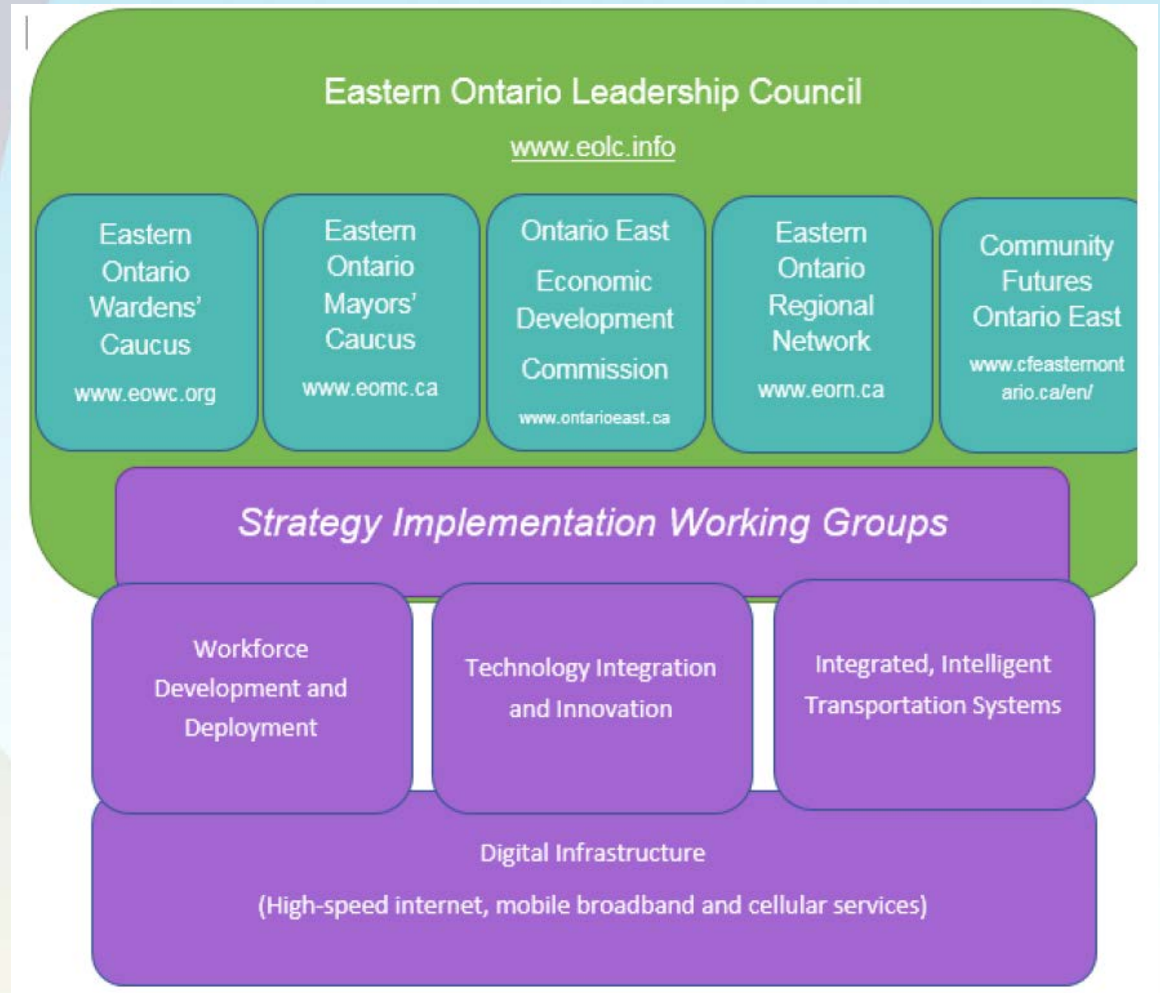 Eastern Ontario Leadership Council
www.eolc.info
Eastern
Ontario
Wardens’
Caucus
www.eowc.org
Eastern
Ontario
Mayors’
Caucus
www.eomc.ca
Ontario East
Economic
Development
Commission
www.ontarioeast.ca
Eastern
Ontario
Regional
Network
www.eorn.ca
Community
Futures
Ontario East
www.cfeasternont
ario.ca/en/
Strategy Implementation Working Groups
Workforce
Development and
Deployment
Technology Integration
and Innovation
Integrated, Intelligent
Transportation Systems
Digital Infrastructure
(High-speed internet, mobile broadband and cellular services)